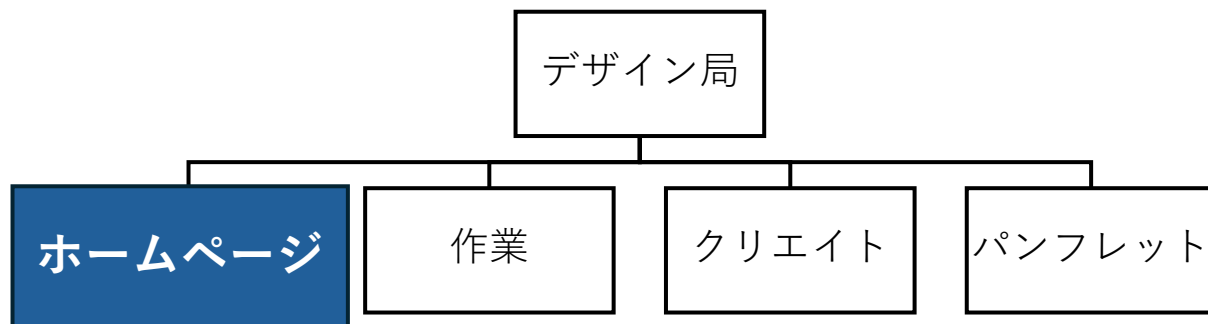 デザイン局
ホームページ
作業
クリエイト
パンフレット